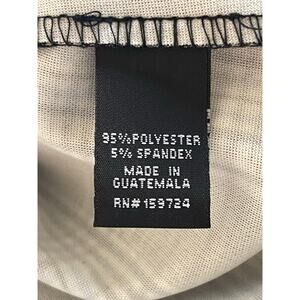 95% POLYESTER
5% SPANDEX
MADE IN
GUATEMALA
RN# 159724